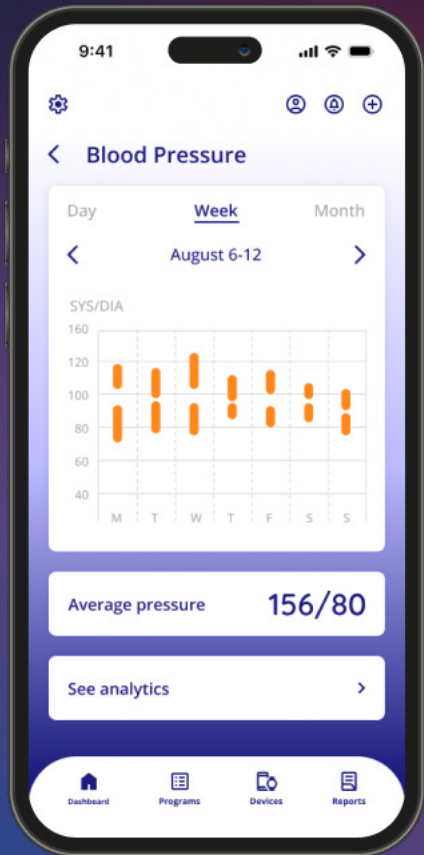 9:41
Blood Pressure
Day Week Month
August 6-12
SYS/DIA
160
120
100
80
60
40
M T W T F S S
Average pressure 156/80
See analytics
Dashboard Programs Devices Reports